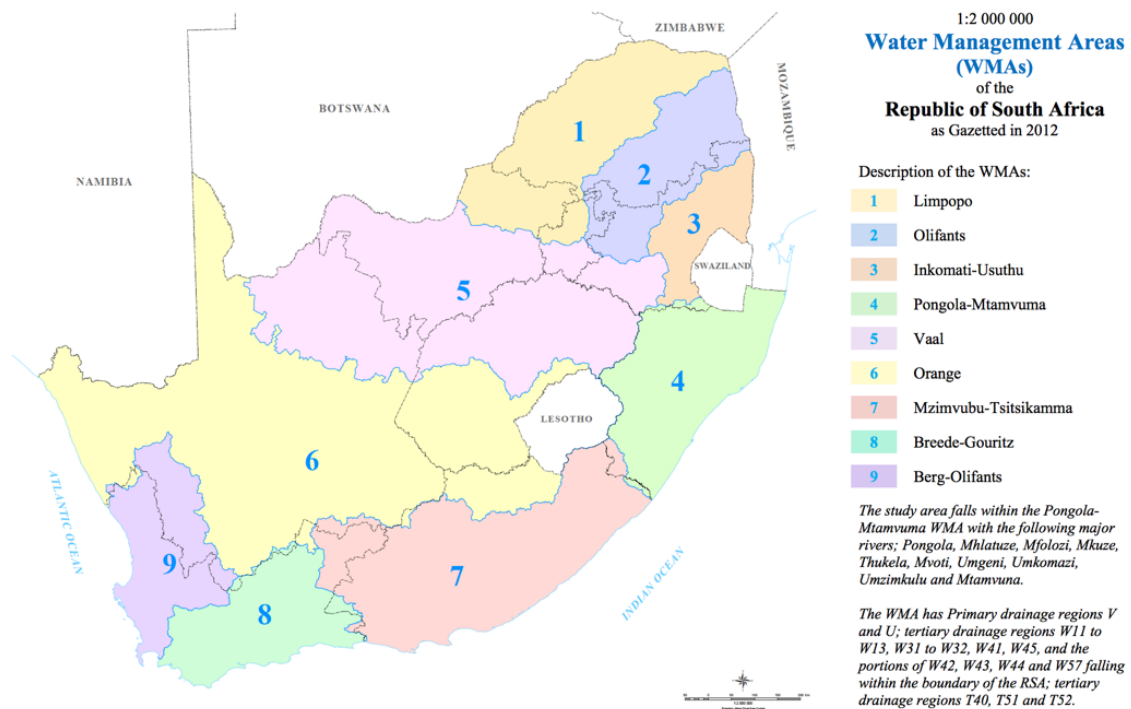 1:2 000 000
Water Management Areas
(WMAs)
of the
Republic of South Africa
as Gazetted in 2012
Description of the WMAs:
1 Limpopo
2 Olifants
3 Inkomati-Usuthu
4 Pongola-Mtamvuma
5 Vaal
6 Orange
7 Mzimvubu-Tsitsikamma
8 Breede-Gouritz
9 Berg-Olifants
The study area falls within the Pongola-
Mtamvuma WMA with the following major
rivers; Pongola, Mhlatuze, Mfolozi, Mkuze,
Thukela, Mvoti, Umgeni, Umkomazi,
Umzimkulu and Mtamvuna.
The WMA has Primary drainage regions V
and U; tertiary drainage regions W11 to
W13, W31 to W32, W41, W45, and the
portions of W42, W43, W44 and W57 falling
within the boundary of the RSA; tertiary
drainage regions T40, T51 and T52.
ZIMBABWE
MOZAMBIQUE
BOTSWANA
NAMIBIA
1
2
3
SWAZILAND
5
4
LESOTHO
6
ATLANTIC OCEAN
9
7
8
INDIAN OCEAN
1:2 000 000